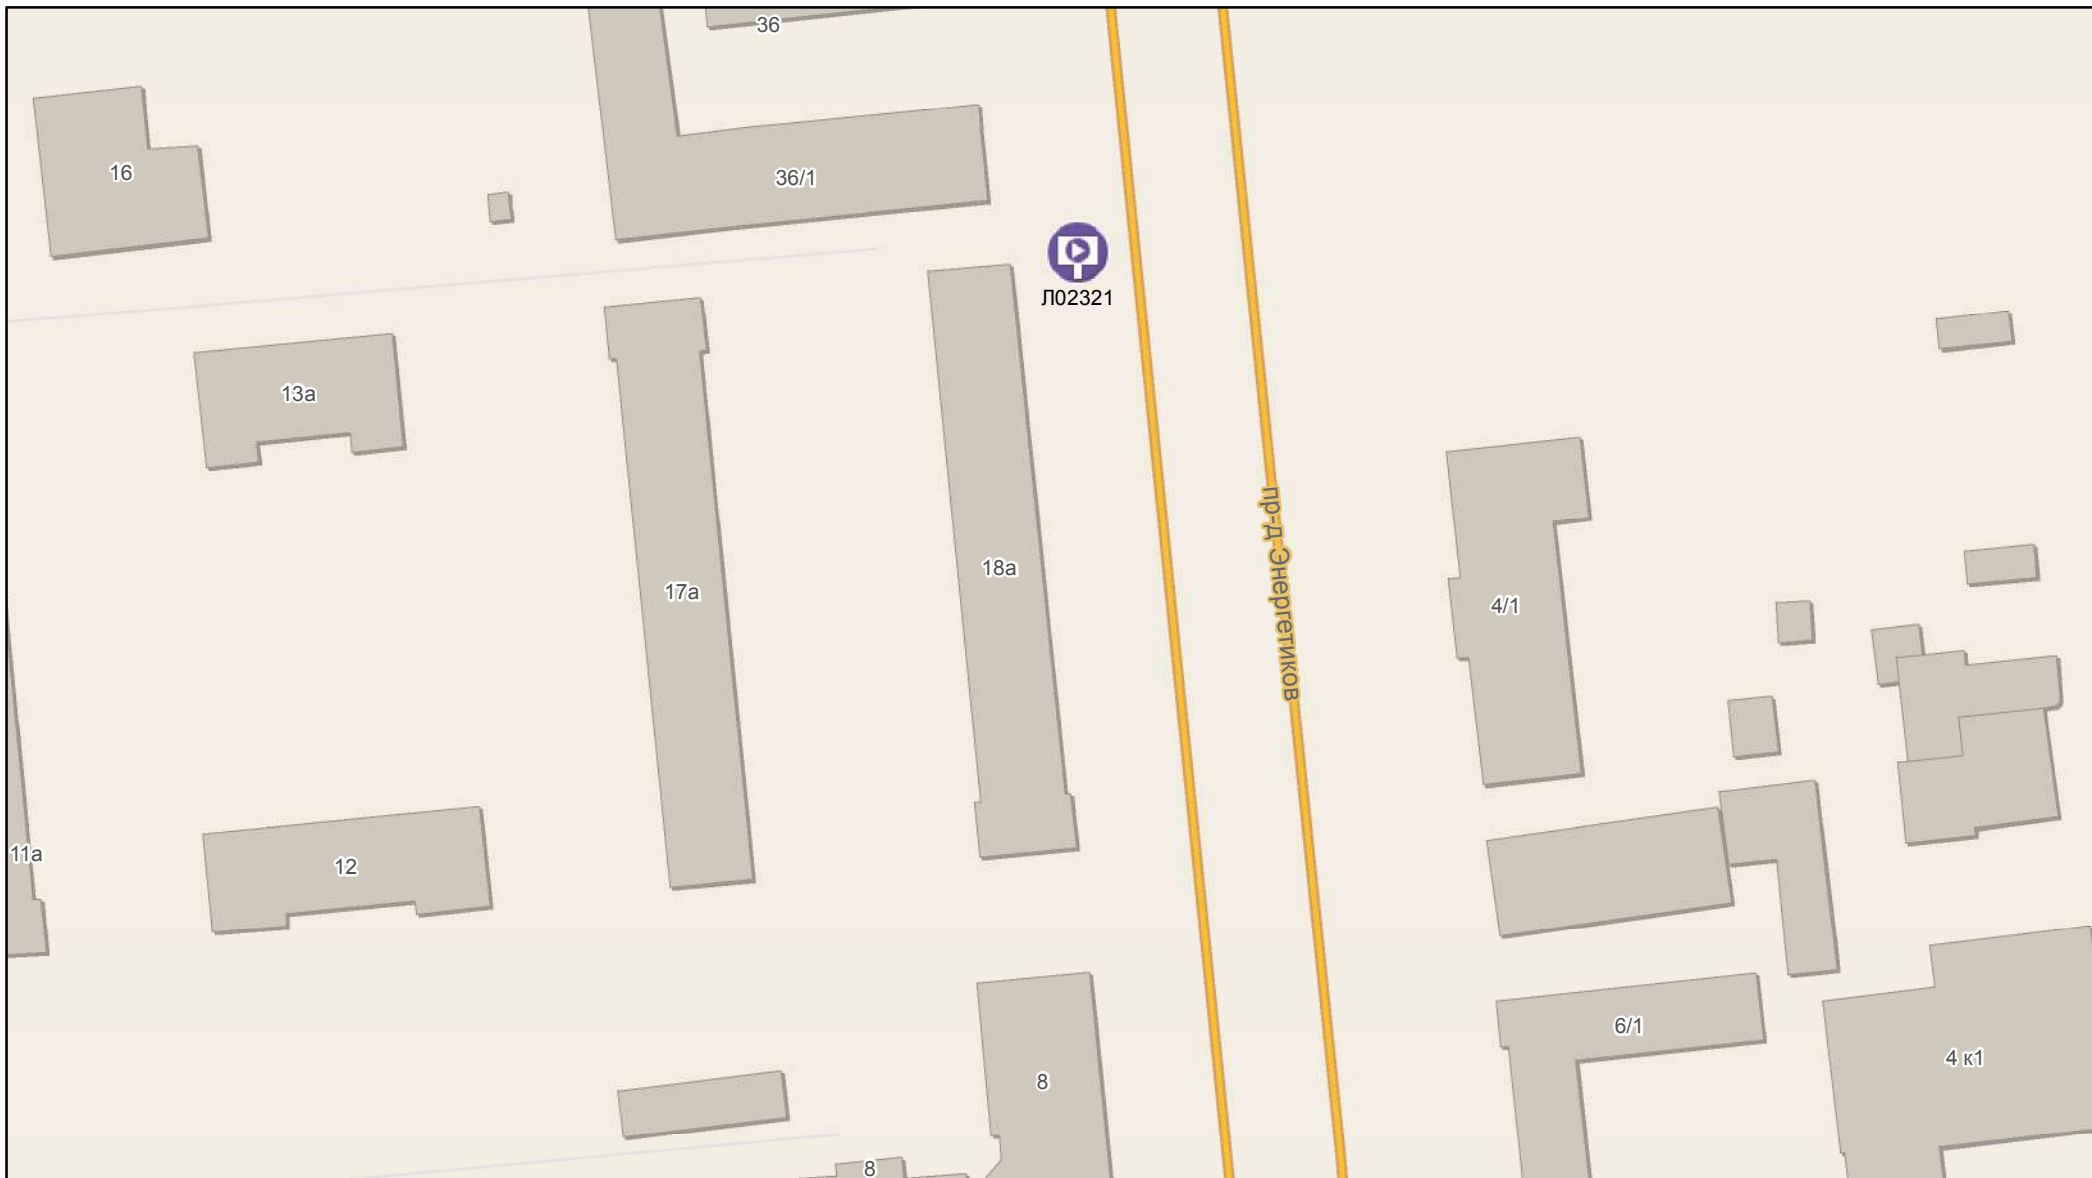 36
16
36/1
Л02321
13а
17а
18а
пр-д Энергетиков
4/1
11а
12
6/1
4 к1
8
8